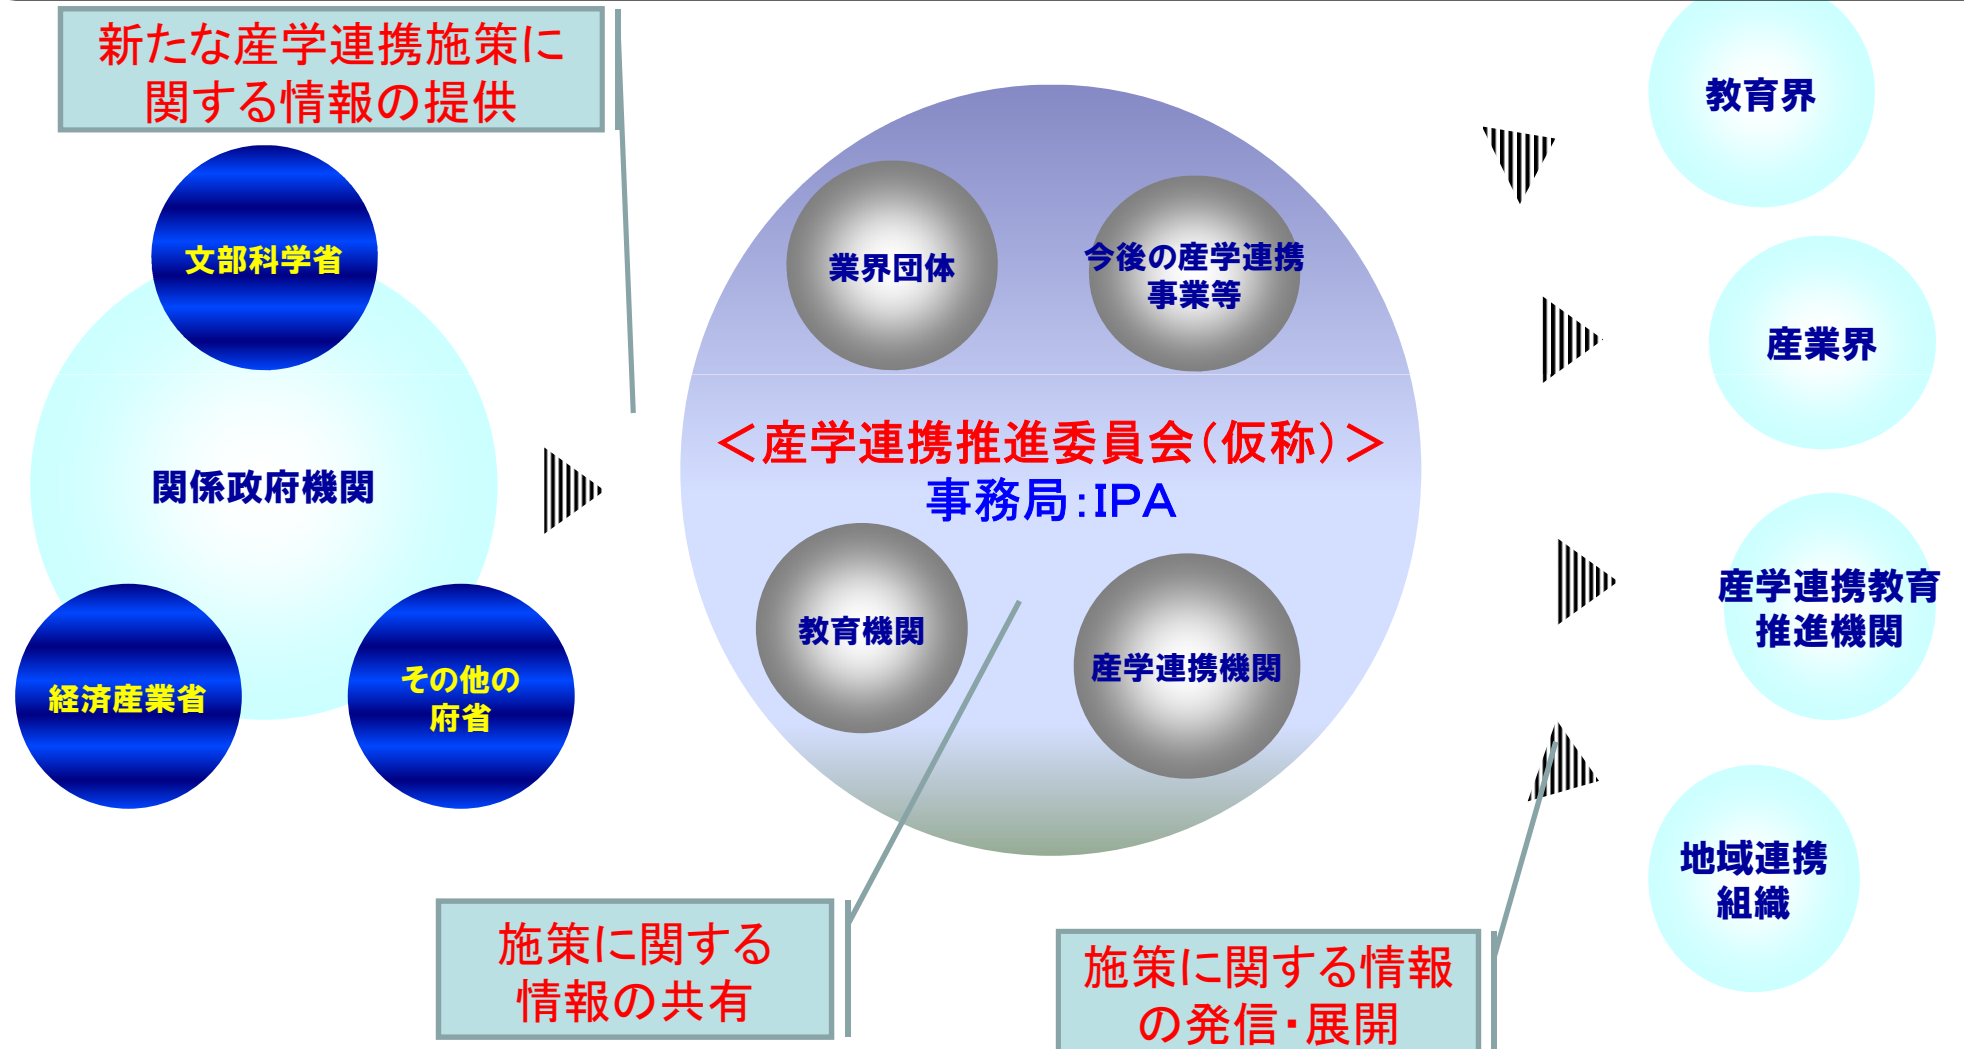 新たな産学連携施策に
関する情報の提供
文部科学省
関係政府機関
経済産業省
その他の
府省
業界団体
今後の産学連携
事業等
＜産学連携推進委員会（仮称）＞
事務局：IPA
教育機関
産学連携機関
施策に関する
情報の共有
施策に関する情報
の発信・展開
教育界
産業界
産学連携教育
推進機関
地域連携
組織